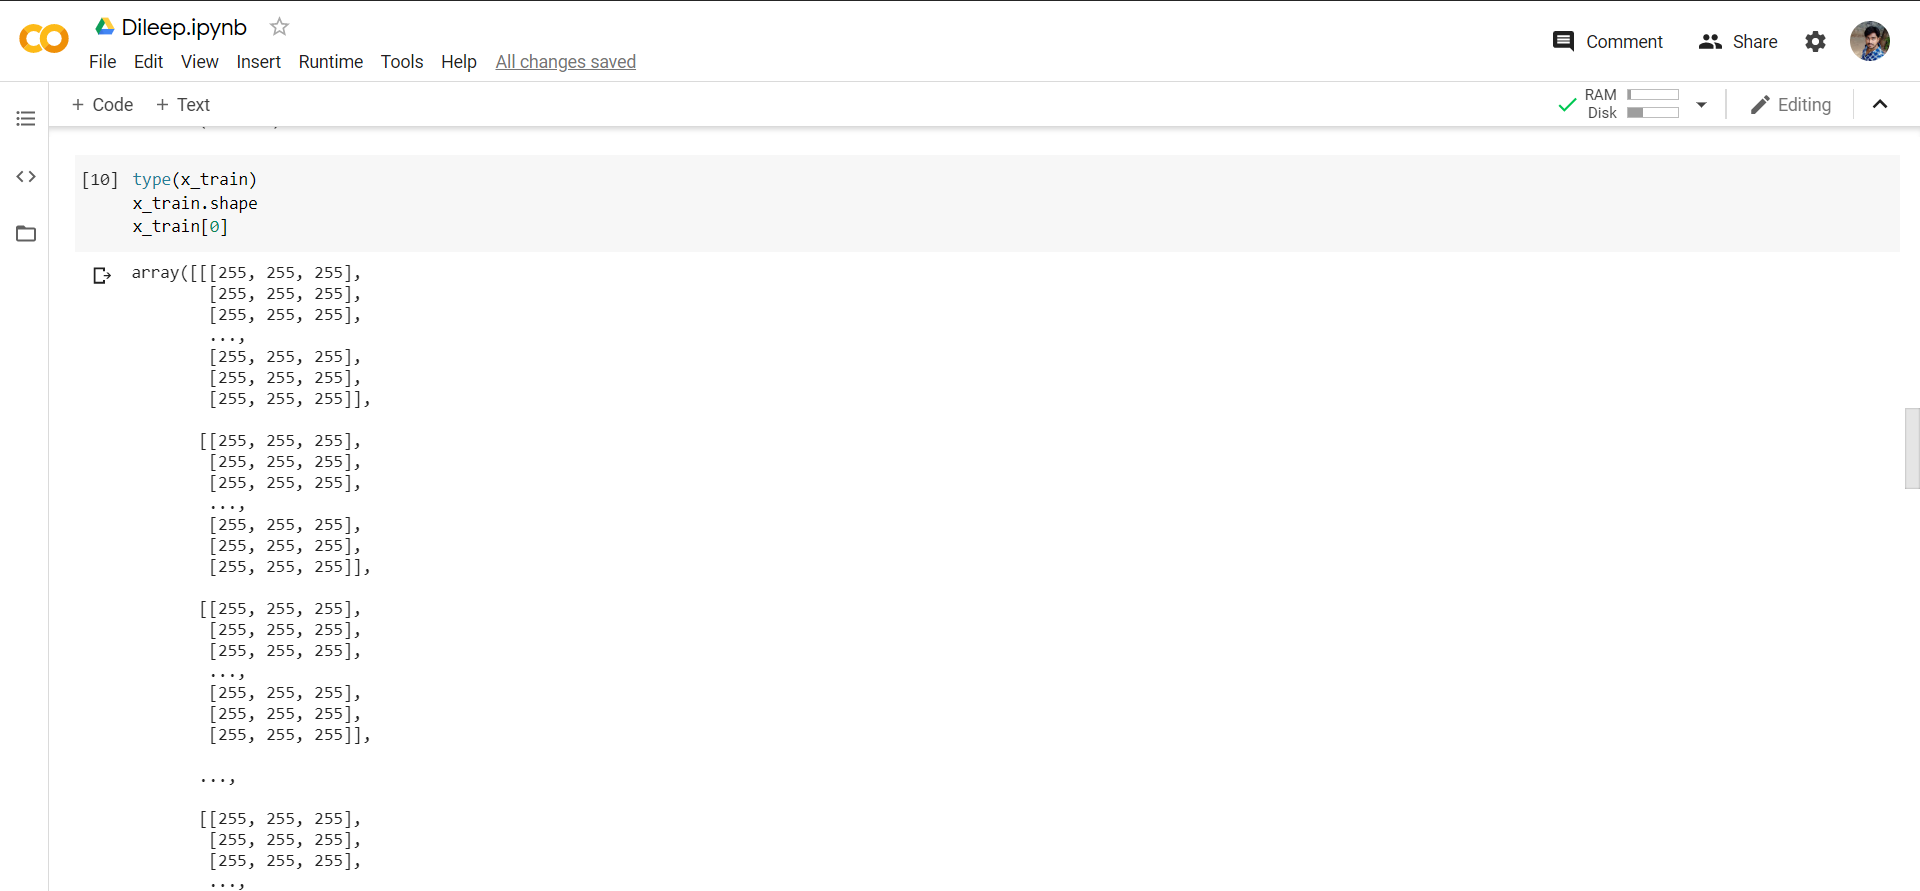 Dileep.ipynb
Comment
Share
File Edit View Insert Runtime Tools Help All changes saved
+ Code + Text
RAM
Disk
Editing
[10] type(x_train)
x_train.shape
x_train[0]
array([[[255, 255, 255],
[255, 255, 255],
[255, 255, 255],
...,
[255, 255, 255],
[255, 255, 255],
[255, 255, 255]],
[[255, 255, 255],
[255, 255, 255],
[255, 255, 255],
...,
[255, 255, 255],
[255, 255, 255],
[255, 255, 255]],
[[255, 255, 255],
[255, 255, 255],
[255, 255, 255],
...,
[255, 255, 255],
[255, 255, 255],
[255, 255, 255]],
...,
[[255, 255, 255],
[255, 255, 255],
[255, 255, 255],
...,